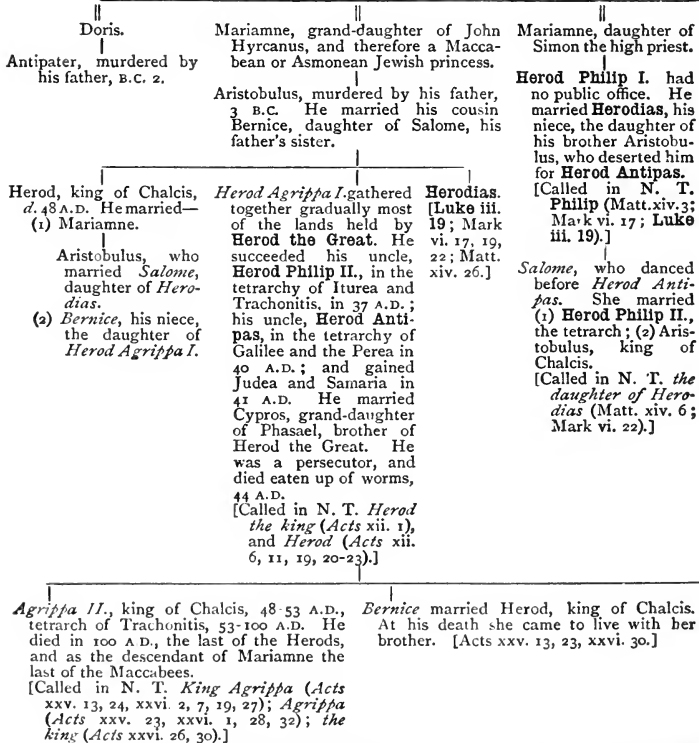 Doris.
Antipater, murdered by
his father, B.C. 2.
Mariamne, grand-daughter of John
Hyrcanus, and therefore a Macca-
bean or Asmonean Jewish princess.
Aristobulus, murdered by his father,
3 B.C. He married his cousin
Bernice, daughter of Salome, his
father's sister.
Mariamne, daughter of
Simon the high priest.
Herod Philip I. had
no public office. He
married Herodias, his
niece, the daughter of
his brother Aristobu-
lus, who deserted him
for Herod Antipas.
[Called in N. T.
Philip (Matt. xiv. 3;
Mark vi. 17; Luke
iii. 19).]
Salome, who danced
before Herod Anti-
pas. She married
(1) Herod Philip II.,
the tetrarch; (2) Aris-
tobulus, king of
Chalcis.
[Called in N. T. the
daughter of Hero-
dias (Matt. xiv. 6;
Mark vi. 22).]
Herod, king of Chalcis,
d. 48 A.D. He married—
(1) Mariamne.
Aristobulus, who
married Salome,
daughter of Hero-
dias.
(2) Bernice, his niece,
the daughter of
Herod Agrippa I.
Herod Agrippa I. gathered
together gradually most
of the lands held by
Herod the Great. He
succeeded his uncle,
Herod Philip II., in the
tetrarchy of Iturea and
Trachonitis, in 37 A.D.;
his uncle, Herod Anti-
pas, in the tetrarchy of
Galilee and the Perea in
40 A.D.; and gained
Judea and Samaria in
41 A.D. He married
Cypros, grand-daughter
of Phasael, brother of
Herod the Great. He
was a persecutor, and
died eaten up of worms,
44 A.D.
[Called in N. T. Herod
the king (Acts xii. 1),
and Herod (Acts xii.
6, 11, 19, 20-23).]
Herodias.
[Luke iii.
19; Mark
vi. 17, 19,
22; Matt.
xiv. 26.]
Agrippa II., king of Chalcis, 48-53 A.D.,
tetrarch of Trachonitis, 53-100 A.D. He
died in 100 A D., the last of the Herods,
and as the descendant of Mariamne the
last of the Maccabees.
[Called in N. T. King Agrippa (Acts
xxv. 13, 24, xxvi. 2, 7, 19, 27); Agrippa
(Acts xxv. 23, xxvi. 1, 28, 32); the
king (Acts xxvi. 26, 30).]
Bernice married Herod, king of Chalcis.
At his death she came to live with her
brother. [Acts xxv. 13, 23, xxvi. 30.]